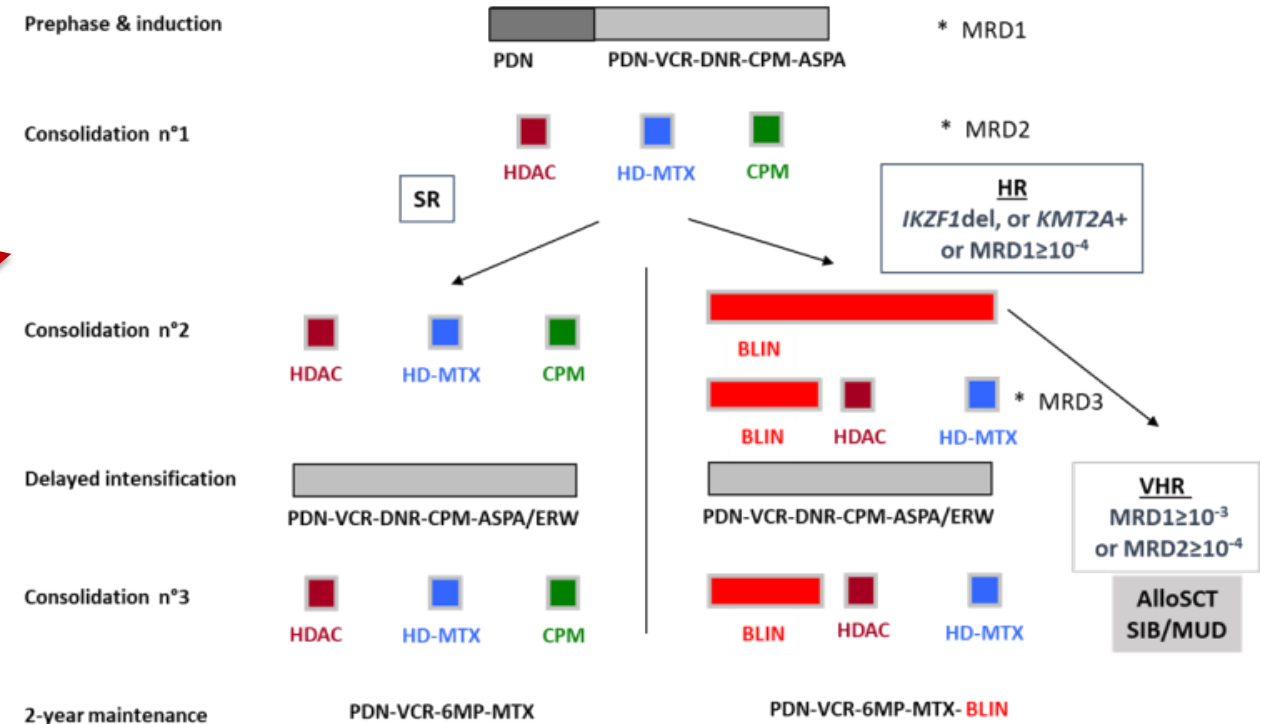 Prephase & induction
* MRD1
PDN
PDN-VCR-DNR-CPM-ASPA
Consolidation n°1
* MRD2
HDAC
HD-MTX
CPM
SR
HR
IKZF1del, or KMT2A+
or MRD1≥10⁻⁴
Consolidation n°2
HDAC
HD-MTX
CPM
BLIN
* MRD3
BLIN
HDAC
HD-MTX
Delayed intensification
PDN-VCR-DNR-CPM-ASPA/ERW
PDN-VCR-DNR-CPM-ASPA/ERW
VHR
MRD1≥10⁻³
or MRD2≥10⁻⁴
AlloSCT
SIB/MUD
Consolidation n°3
HDAC
HD-MTX
CPM
BLIN
HDAC
HD-MTX
2-year maintenance
PDN-VCR-6MP-MTX
PDN-VCR-6MP-MTX-BLIN